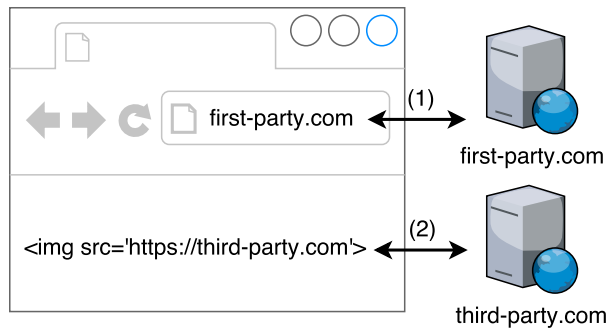 first-party.com
(1)
first-party.com
<img src='https://third-party.com'>
(2)
third-party.com